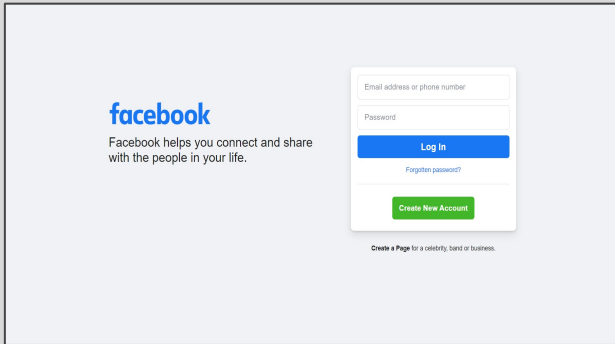 facebook
Facebook helps you connect and share
with the people in your life.
Email address or phone number
Password
Log In
Forgotten password?
Create New Account
Create a Page for a celebrity, band or business.